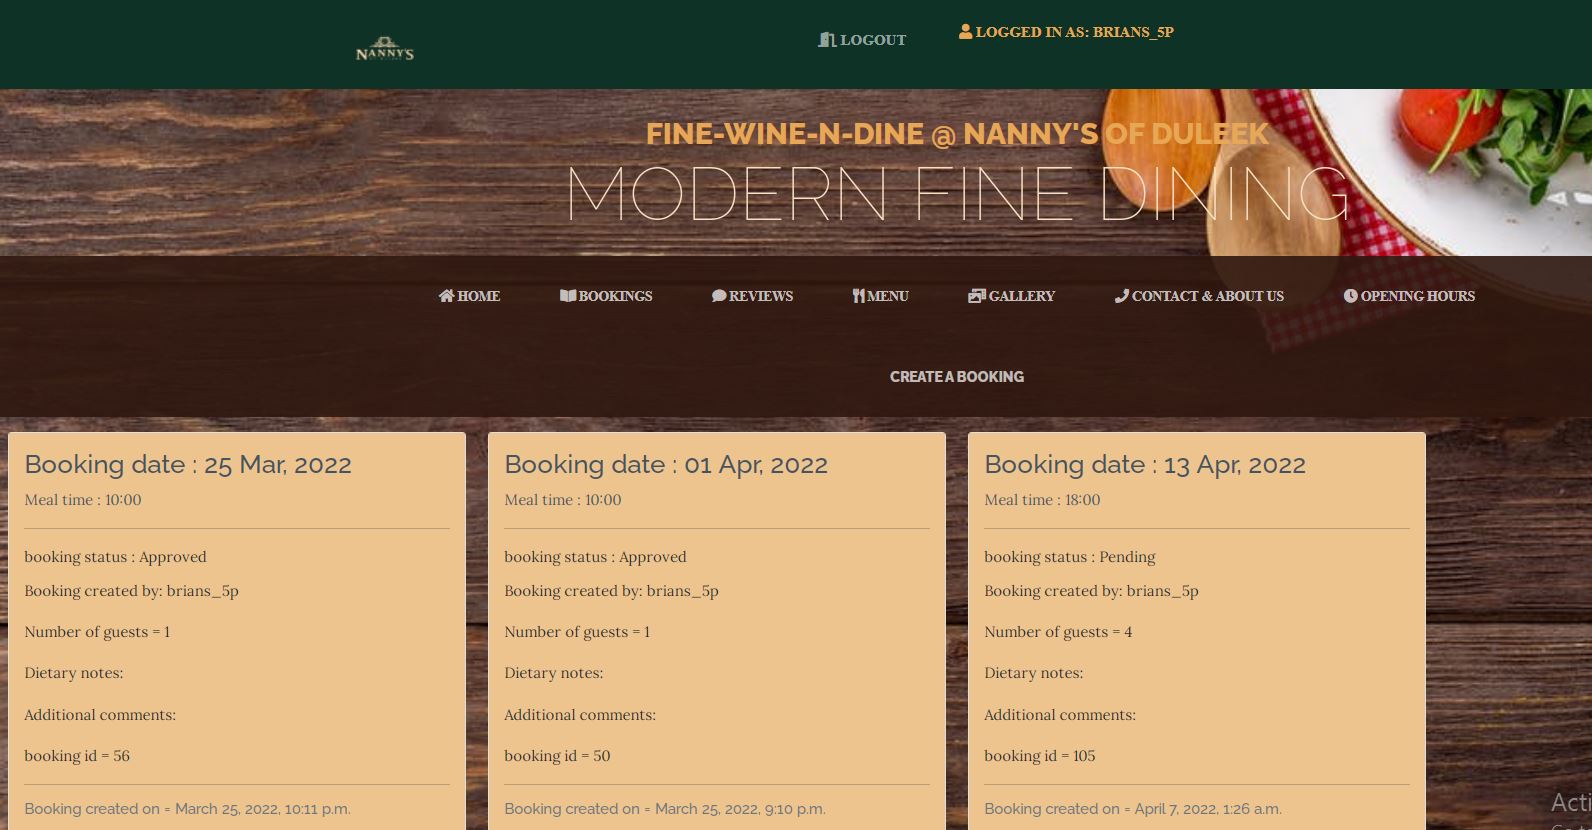 NANNY'S
LOGOUT
LOGGED IN AS: BRIANS_5P
FINE-WINE-N-DINE @ NANNY'S OF DULEEK
MODERN FINE DINING
HOME BOOKINGS REVIEWS MENU GALLERY CONTACT & ABOUT US OPENING HOURS
CREATE A BOOKING
Booking date : 25 Mar, 2022
Meal time : 10:00
booking status : Approved
Booking created by: brians_5p
Number of guests = 1
Dietary notes:
Additional comments:
booking id = 56
Booking created on = March 25, 2022, 10:11 p.m.
Booking date : 01 Apr, 2022
Meal time : 10:00
booking status : Approved
Booking created by: brians_5p
Number of guests = 1
Dietary notes:
Additional comments:
booking id = 50
Booking created on = March 25, 2022, 9:10 p.m.
Booking date : 13 Apr, 2022
Meal time : 18:00
booking status : Pending
Booking created by: brians_5p
Number of guests = 4
Dietary notes:
Additional comments:
booking id = 105
Booking created on = April 7, 2022, 1:26 a.m.
Acti